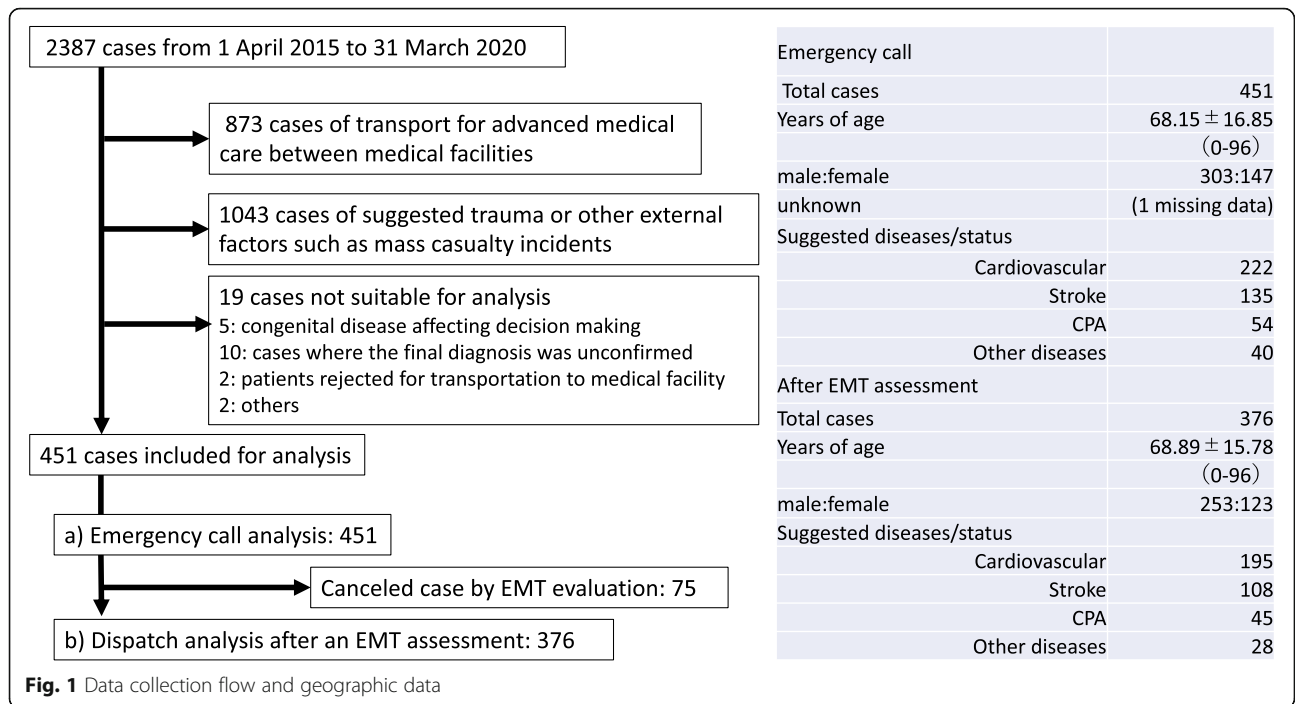 2387 cases from 1 April 2015 to 31 March 2020
873 cases of transport for advanced medical
care between medical facilities
1043 cases of suggested trauma or other external
factors such as mass casualty incidents
19 cases not suitable for analysis
5: congenital disease affecting decision making
10: cases where the final diagnosis was unconfirmed
2: patients rejected for transportation to medical facility
2: others
451 cases included for analysis
a) Emergency call analysis: 451
Canceled case by EMT evaluation: 75
b) Dispatch analysis after an EMT assessment: 376
Emergency call
Total cases 451
Years of age 68.15±16.85
(0-96)
male:female 303:147
unknown (1 missing data)
Suggested diseases/status
Cardiovascular 222
Stroke 135
CPA 54
Other diseases 40
After EMT assessment
Total cases 376
Years of age 68.89±15.78
(0-96)
male:female 253:123
Suggested diseases/status
Cardiovascular 195
Stroke 108
CPA 45
Other diseases 28
Fig. 1 Data collection flow and geographic data